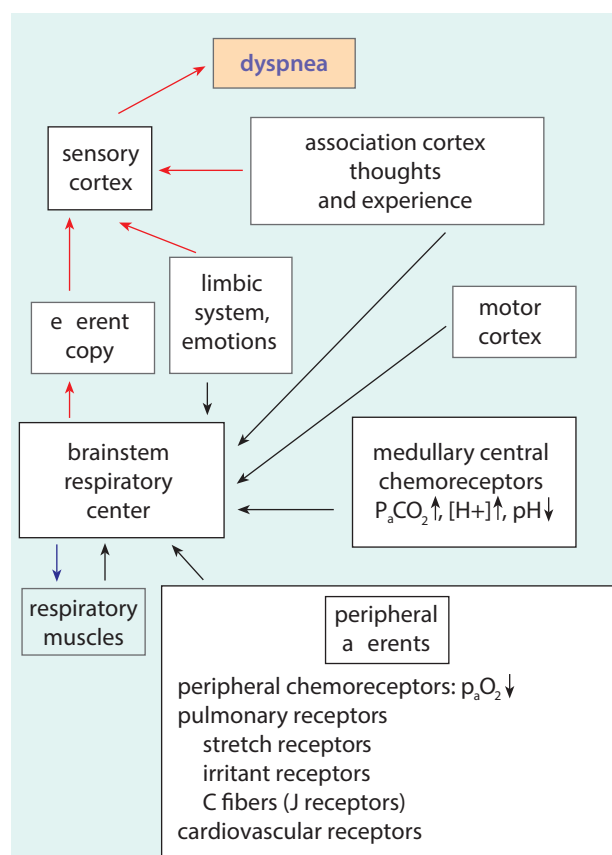 dyspnea
sensory
cortex
association cortex
thoughts
and experience
limbic
system,
emotions
e erent
copy
motor
cortex
brainstem
respiratory
center
medullary central
chemoreceptors
PₐCO₂↑, [H+]↑, pH↓
respiratory
muscles
peripheral
a erents
peripheral chemoreceptors: pₐO₂↓
pulmonary receptors
stretch receptors
irritant receptors
C fibers (J receptors)
cardiovascular receptors